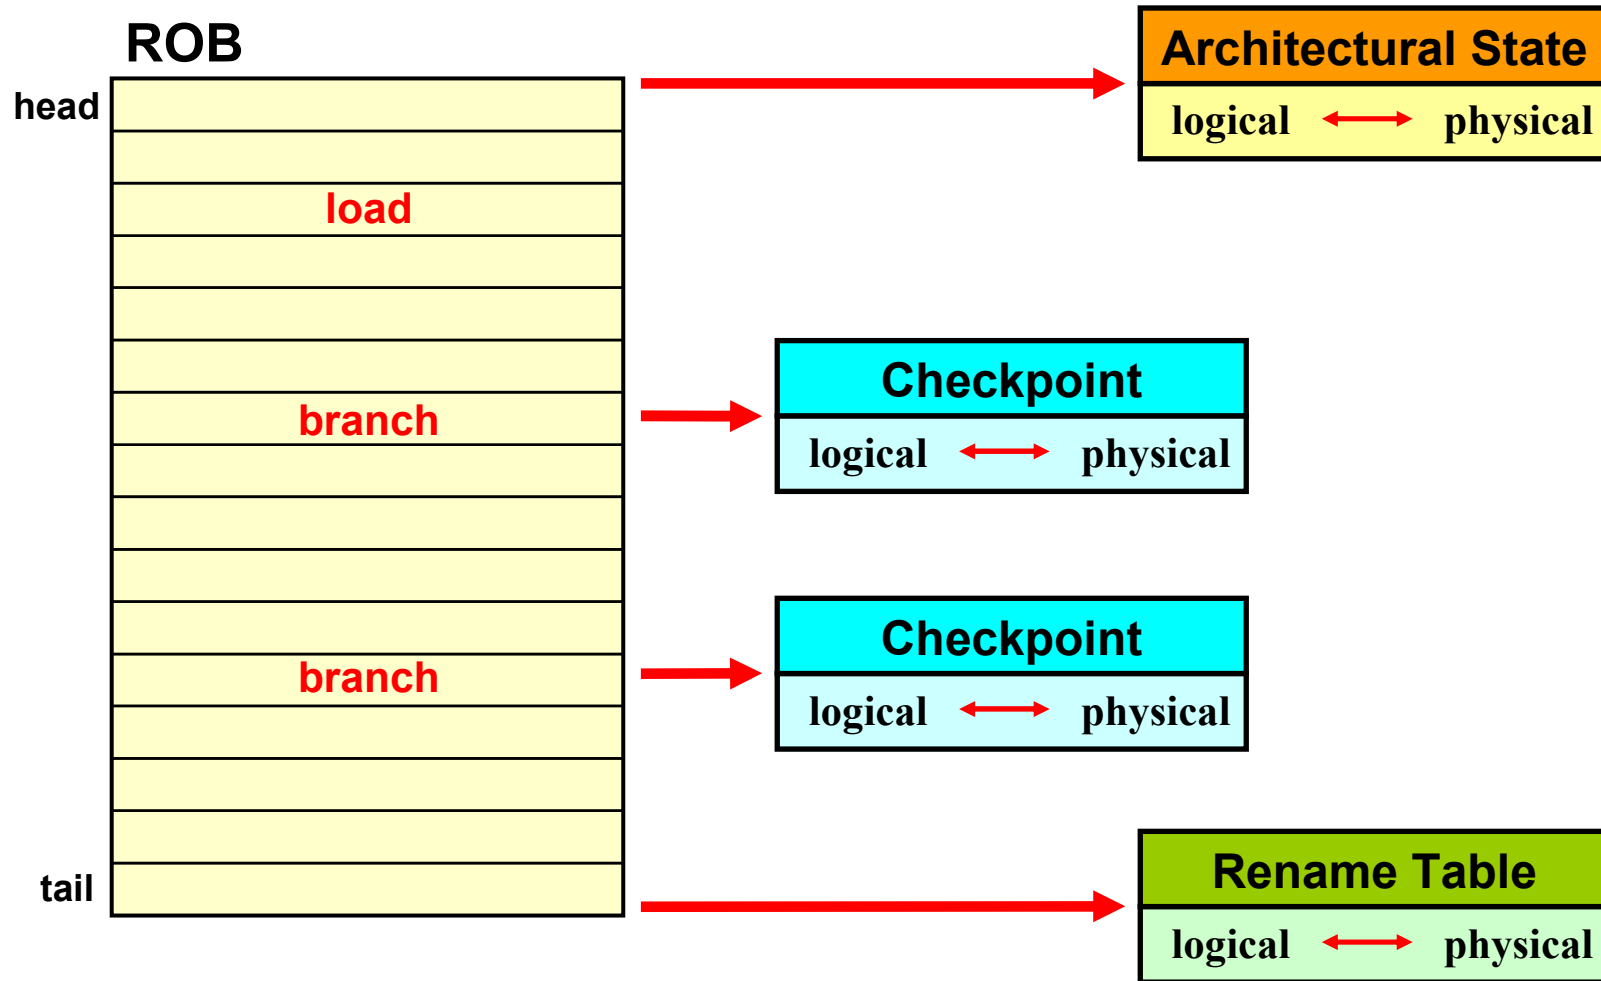 ROB
Architectural State
head
logical physical
load
Checkpoint
branch
logical physical
Checkpoint
branch
logical physical
Rename Table
tail
logical physical